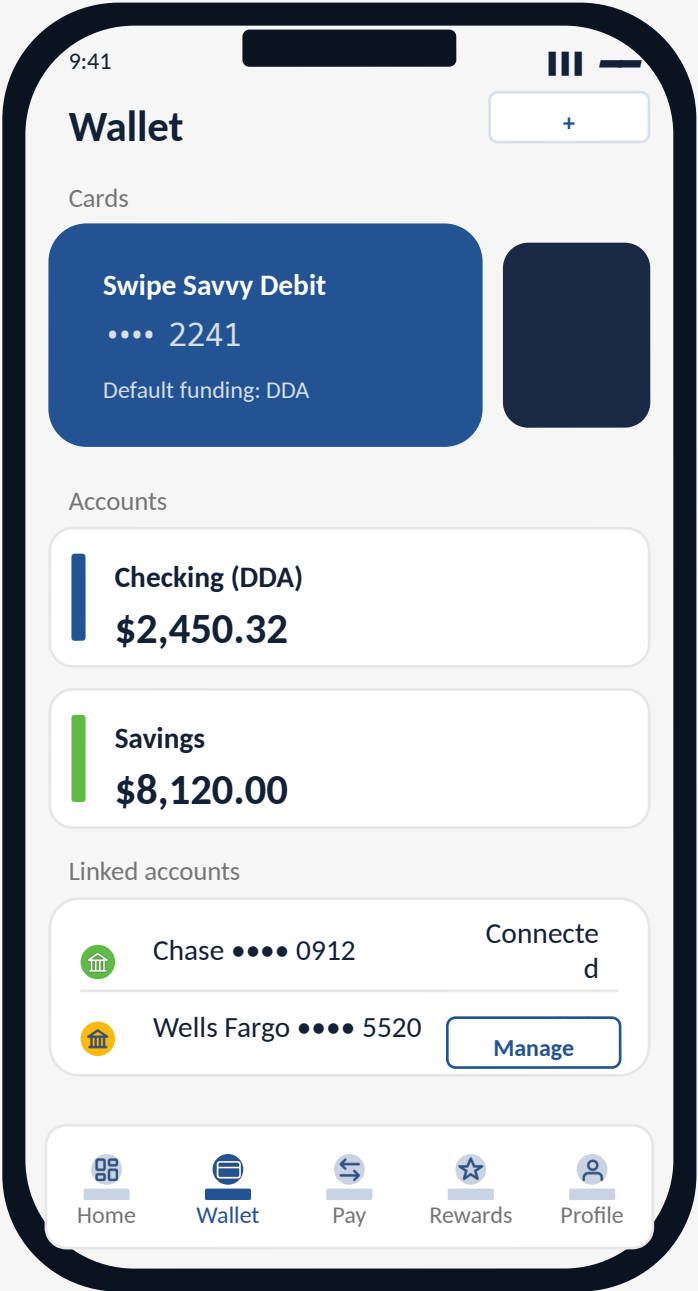 9:41
Wallet
+
Cards
Swipe Savvy Debit
•••• 2241
Default funding: DDA
Accounts
Checking (DDA)
$2,450.32
Savings
$8,120.00
Linked accounts
Chase •••• 0912
Connecte
d
Wells Fargo •••• 5520
Manage
Home
Wallet
Pay
Rewards
Profile